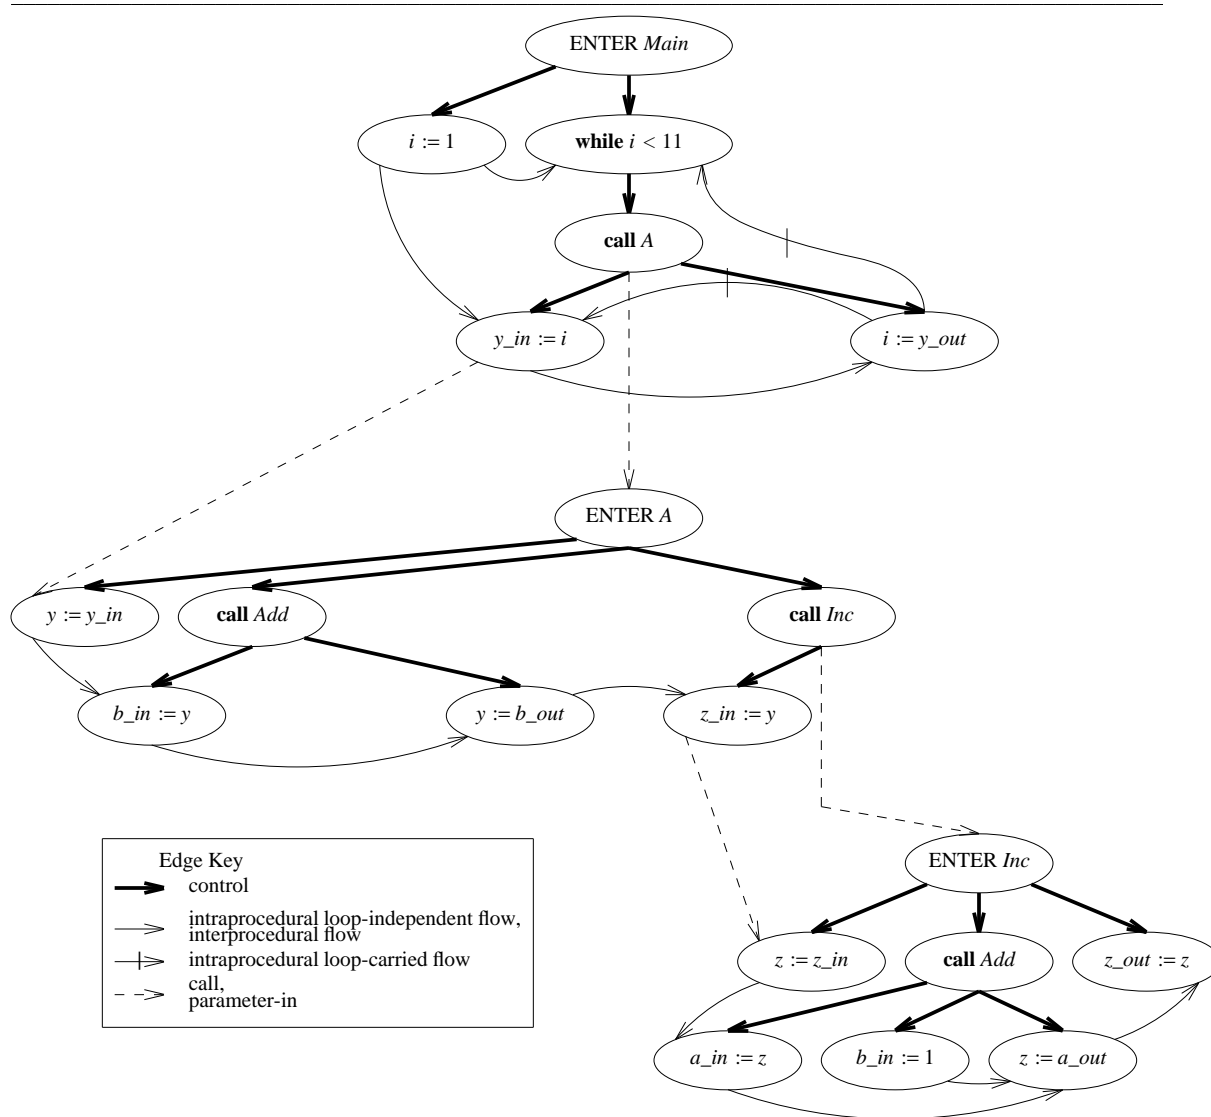 ENTER Main
i := 1
while i < 11
call A
y_in := i
i := y_out
ENTER A
y := y_in
call Add
call Inc
b_in := y
y := b_out
z_in := y
Edge Key
control
intraprocedural loop-independent flow,
interprocedural flow
intraprocedural loop-carried flow
call,
parameter-in
ENTER Inc
z := z_in
call Add
z_out := z
a_in := z
b_in := 1
z := a_out